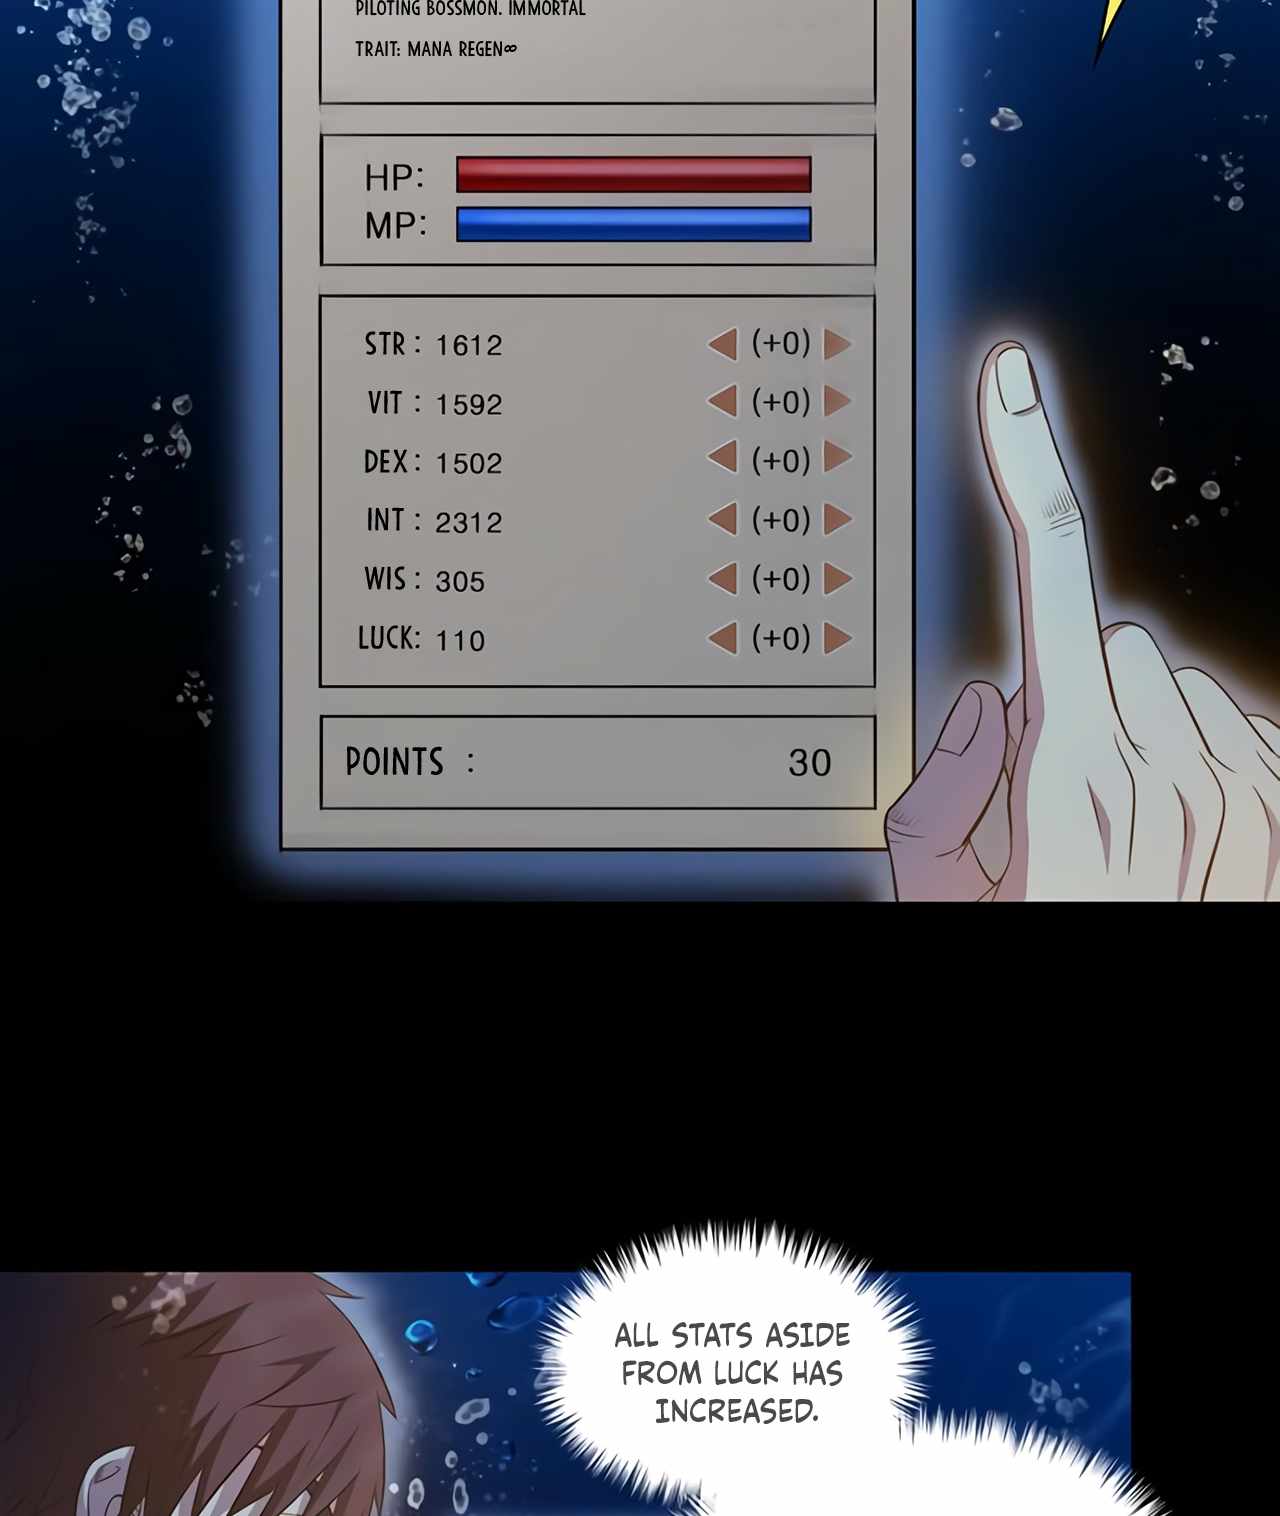 PILOTING BOSSMON. IMMORTAL
TRAIT: MANA REGEN∞
HP:
MP:
STR : 1612 (+0)
VIT : 1592 (+0)
DEX : 1502 (+0)
INT : 2312 (+0)
WIS : 305 (+0)
LUCK: 110 (+0)
POINTS : 30
ALL STATS ASIDE
FROM LUCK HAS
INCREASED.